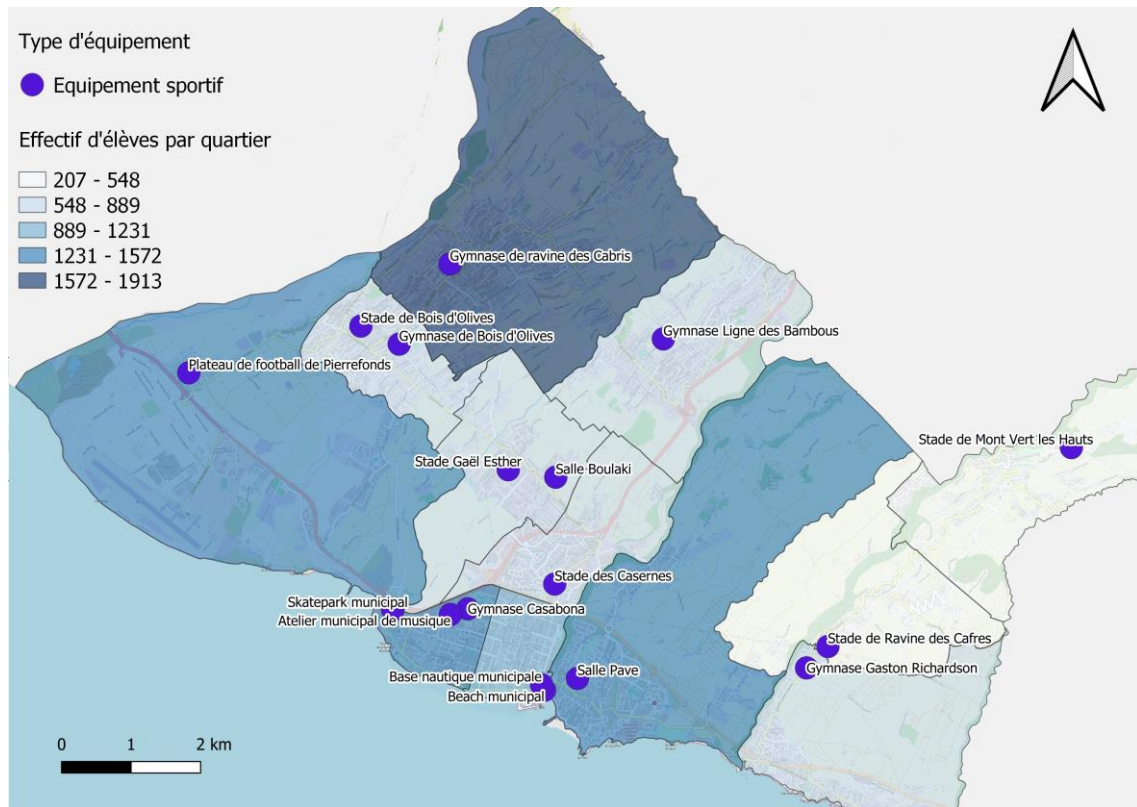 Type d'équipement
Equipement sportif
Effectif d'élèves par quartier
207 - 548
548 - 889
889 - 1231
1231 - 1572
1572 - 1913
Gymnase de ravine des Cabris
Stade de Bois d'Olives
Gymnase de Bois d'Olives
Gymnase Ligne des Bambous
Plateau de football de Pierrefonds
Stade de Mont Vert les Hauts
Stade Gaël Esther
Salle Boulaki
Stade des Casernes
Skatepark municipal
Gymnase Casabona
Atelier municipal de musique
Stade de Ravine des Cafres
Gymnase Gaston Richardson
Base nautique municipale
Salle Pave
Beach municipal
0 1 2 km